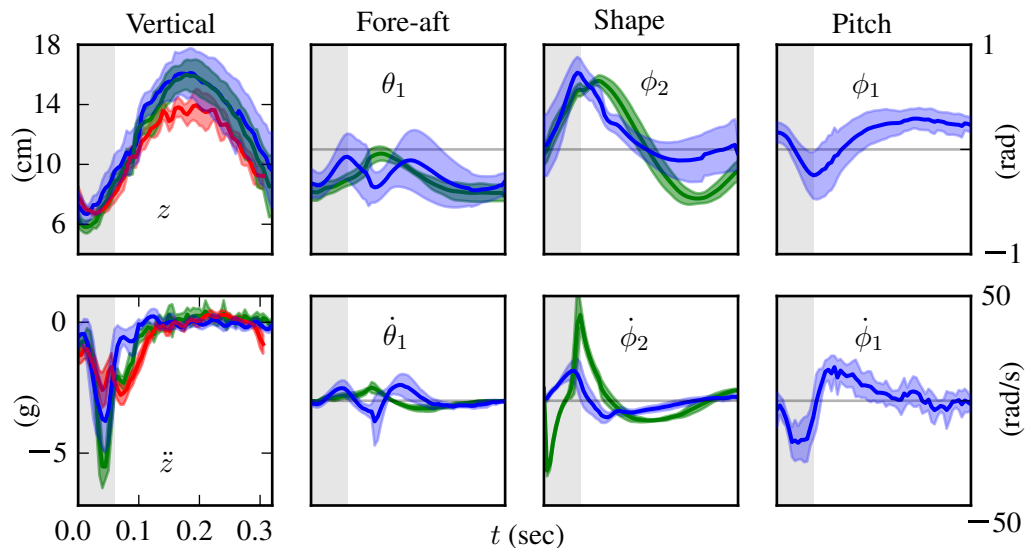 Vertical Fore-aft Shape Pitch
18 1
14 θ₁ ϕ₂ ϕ₁
(cm) 10 (rad)
6 z
−1
0 θ̇₁ ϕ̇₂ ϕ̇₁ 50
(g) (rad/s)
−5 z̈
−50
0.0 0.1 0.2 0.3 t (sec)